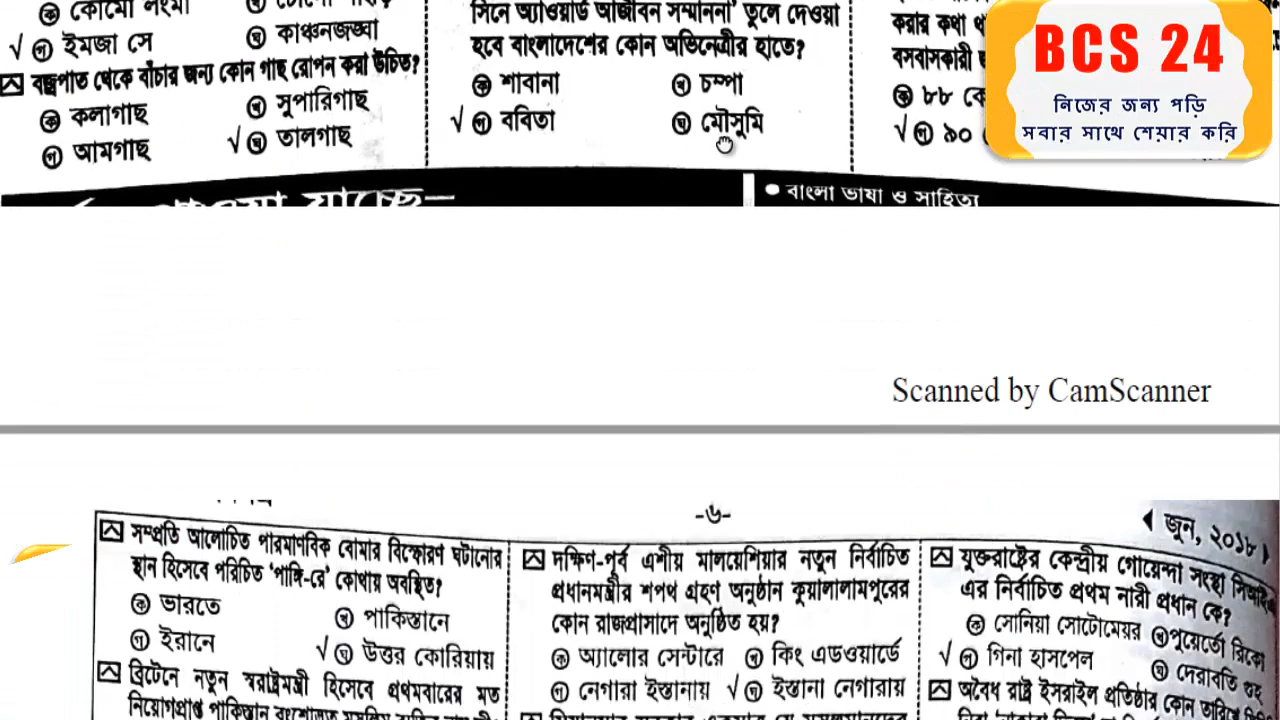 কোমো লংমা
√ গ ইমজা সে
ঘ কাঞ্চনজঙ্ঘা
বজ্রপাত থেকে বাঁচার জন্য কোন গাছ রোপন করা উচিত?
ক কলাগাছ
খ সুপারিগাছ
গ আমগাছ
√ ঘ তালগাছ
সিনে অ্যাওয়ার্ড আজীবন সম্মাননা' তুলে দেওয়া
হবে বাংলাদেশের কোন অভিনেত্রীর হাতে?
ক শাবানা
খ চম্পা
√ গ ববিতা
ঘ মৌসুমি
করার কথা
বসবাসকারী
ক ৮৮
√ গ ৯০
BCS 24
নিজের জন্য পড়ি
সবার সাথে শেয়ার করি
যাচ্ছে–
● বাংলা ভাষা ও সাহিত্য
Scanned by CamScanner
-৬-
জুন, ২০১৮
সম্প্রতি আলোচিত পারমাণবিক বোমার বিস্ফোরণ ঘটানোর
স্থান হিসেবে পরিচিত 'পাঙ্গি-রে' কোথায় অবস্থিত?
ক ভারতে
খ পাকিস্তানে
গ ইরানে
√ ঘ উত্তর কোরিয়ায়
ব্রিটেনে নতুন স্বরাষ্ট্রমন্ত্রী হিসেবে প্রথমবারের মত
নিয়োগপ্রাপ্ত পাকিস্তান বংশোদ্ভূত
দক্ষিণ-পূর্ব এশীয় মালয়েশিয়ার নতুন নির্বাচিত
প্রধানমন্ত্রীর শপথ গ্রহণ অনুষ্ঠান কুয়ালালামপুরের
কোন রাজপ্রাসাদে অনুষ্ঠিত হয়?
ক অ্যালোর সেন্টারে
খ কিং এডওয়ার্ডে
গ নেগারা ইস্তানায়
√ ঘ ইস্তানা নেগারায়
যুক্তরাষ্ট্রের কেন্দ্রীয় গোয়েন্দা সংস্থা
এর নির্বাচিত প্রথম নারী প্রধান কে?
ক সোনিয়া সোটোমেয়র
খ পুয়ের্তো রিকো
√ গ গিনা হাসপেল
ঘ দেরাবতি গুহ
অবৈধ রাষ্ট্র ইসরাইল প্রতিষ্ঠার কোন